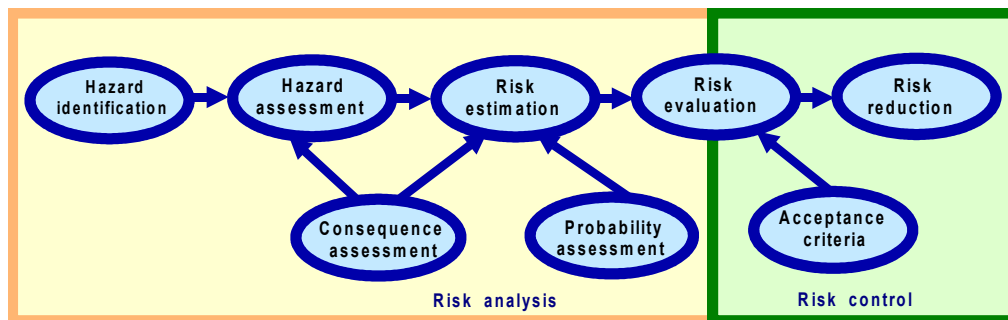 Hazard
identification
Hazard
assessment
Risk
estimation
Risk
evaluation
Risk
reduction
Consequence
assessment
Probability
assessment
Acceptance
criteria
Risk analysis
Risk control